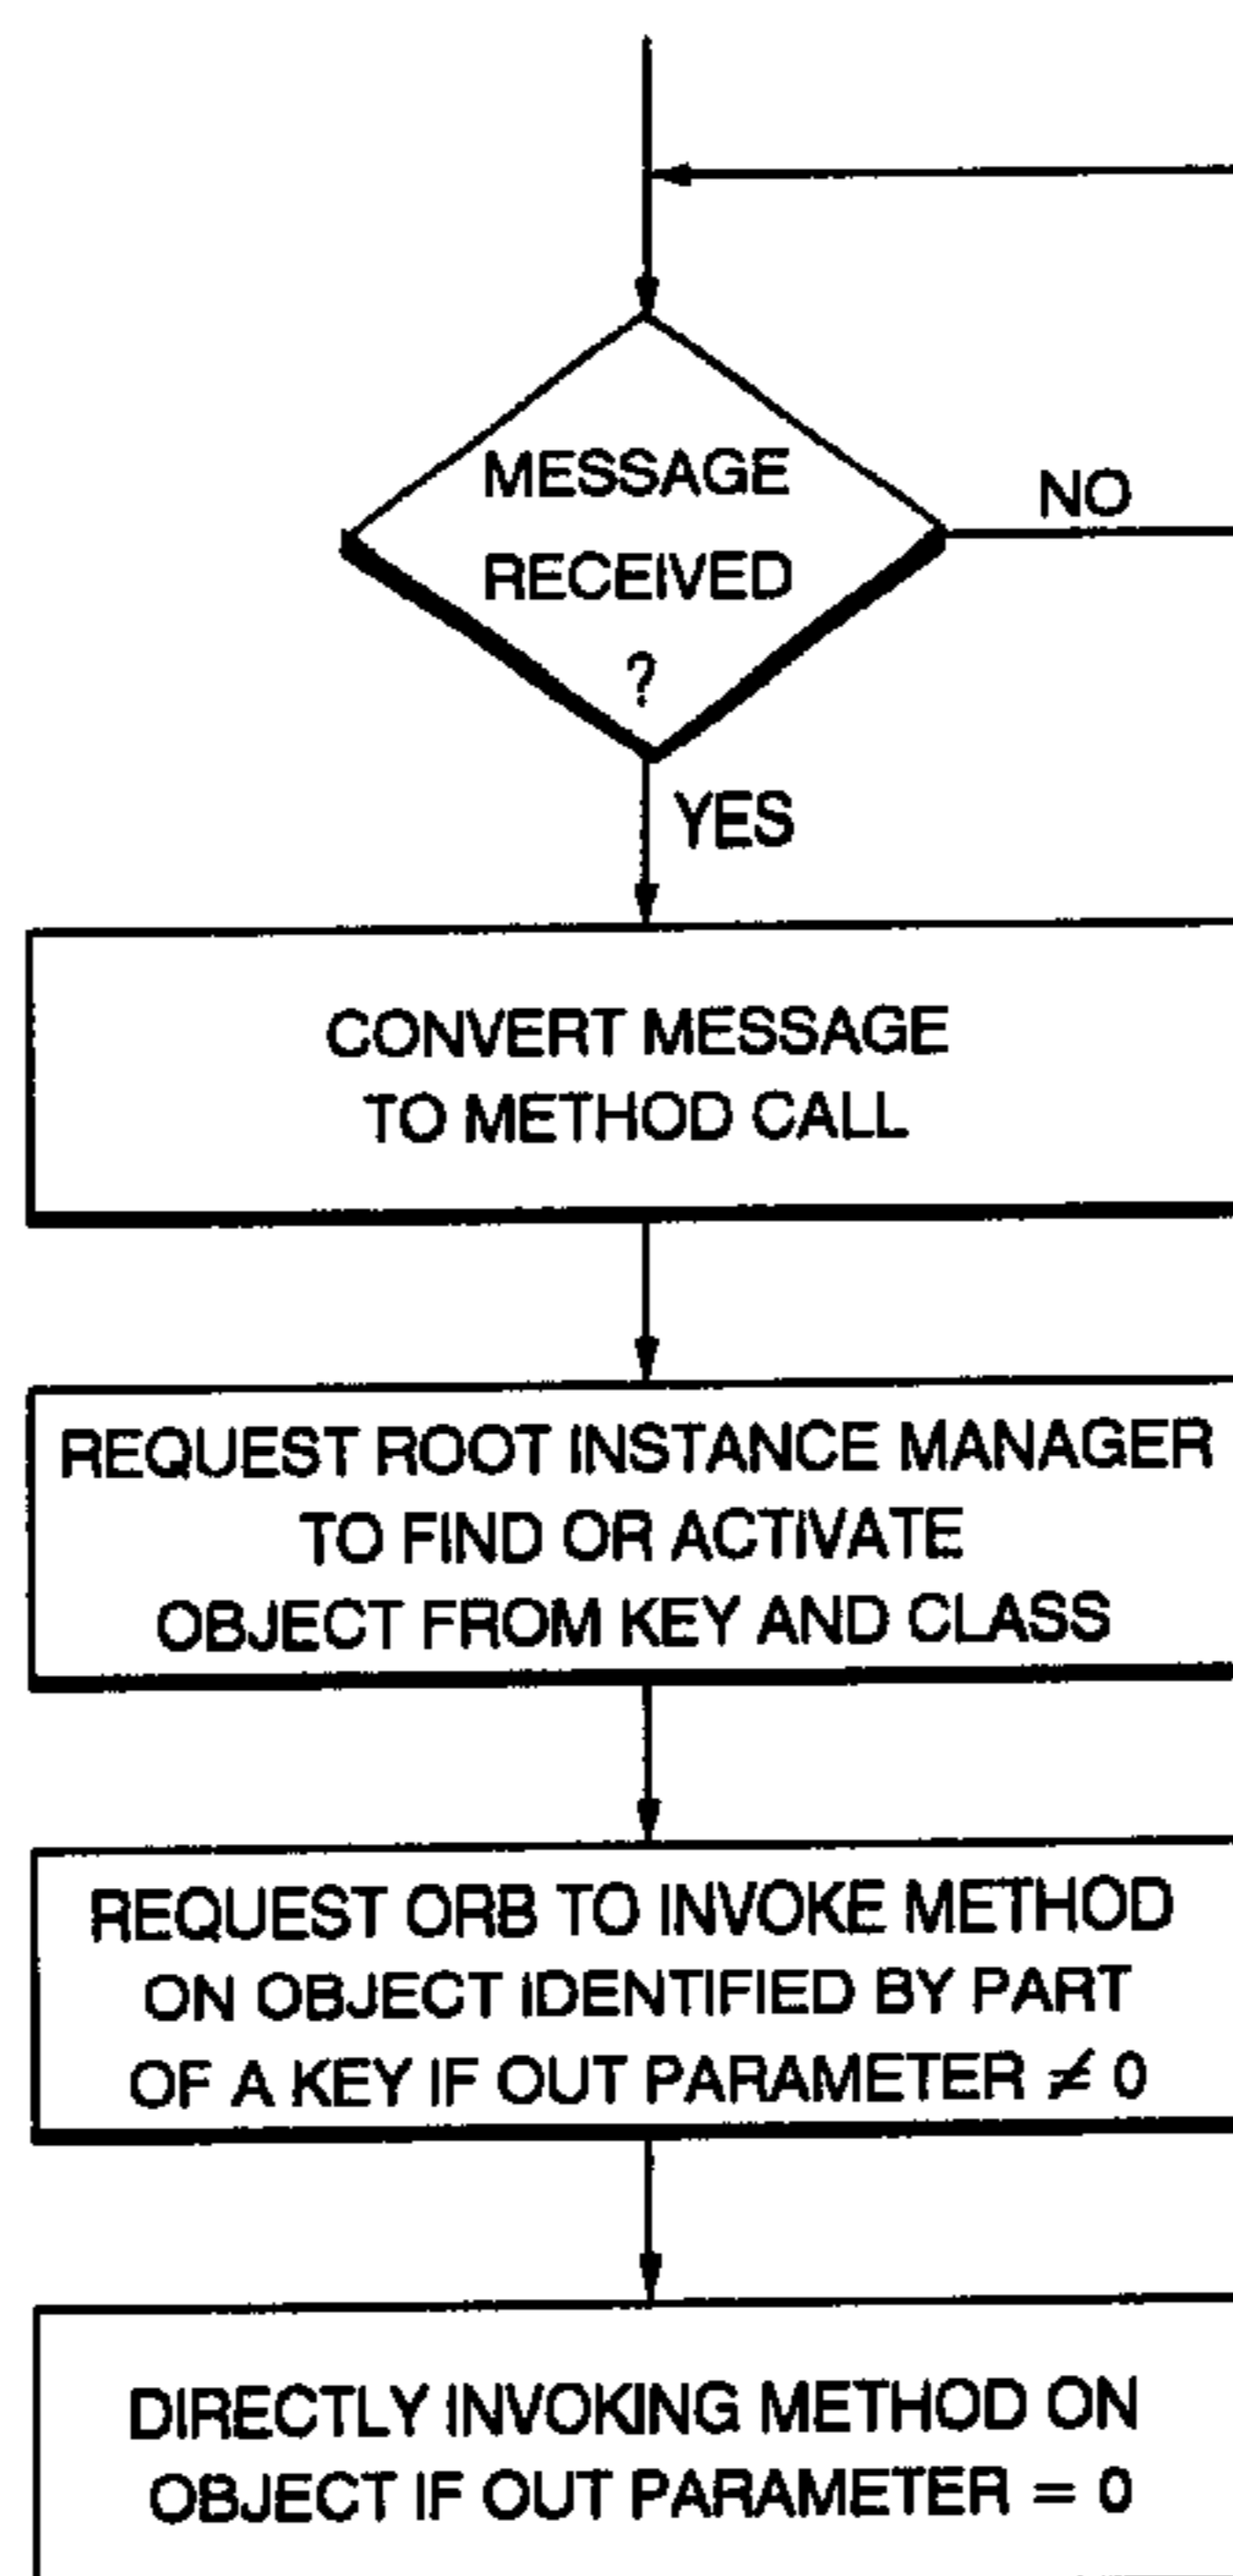 MESSAGE
RECEIVED
?
NO
YES
CONVERT MESSAGE
TO METHOD CALL
REQUEST ROOT INSTANCE MANAGER
TO FIND OR ACTIVATE
OBJECT FROM KEY AND CLASS
REQUEST ORB TO INVOKE METHOD
ON OBJECT IDENTIFIED BY PART
OF A KEY IF OUT PARAMETER ≠ 0
DIRECTLY INVOKING METHOD ON
OBJECT IF OUT PARAMETER = 0